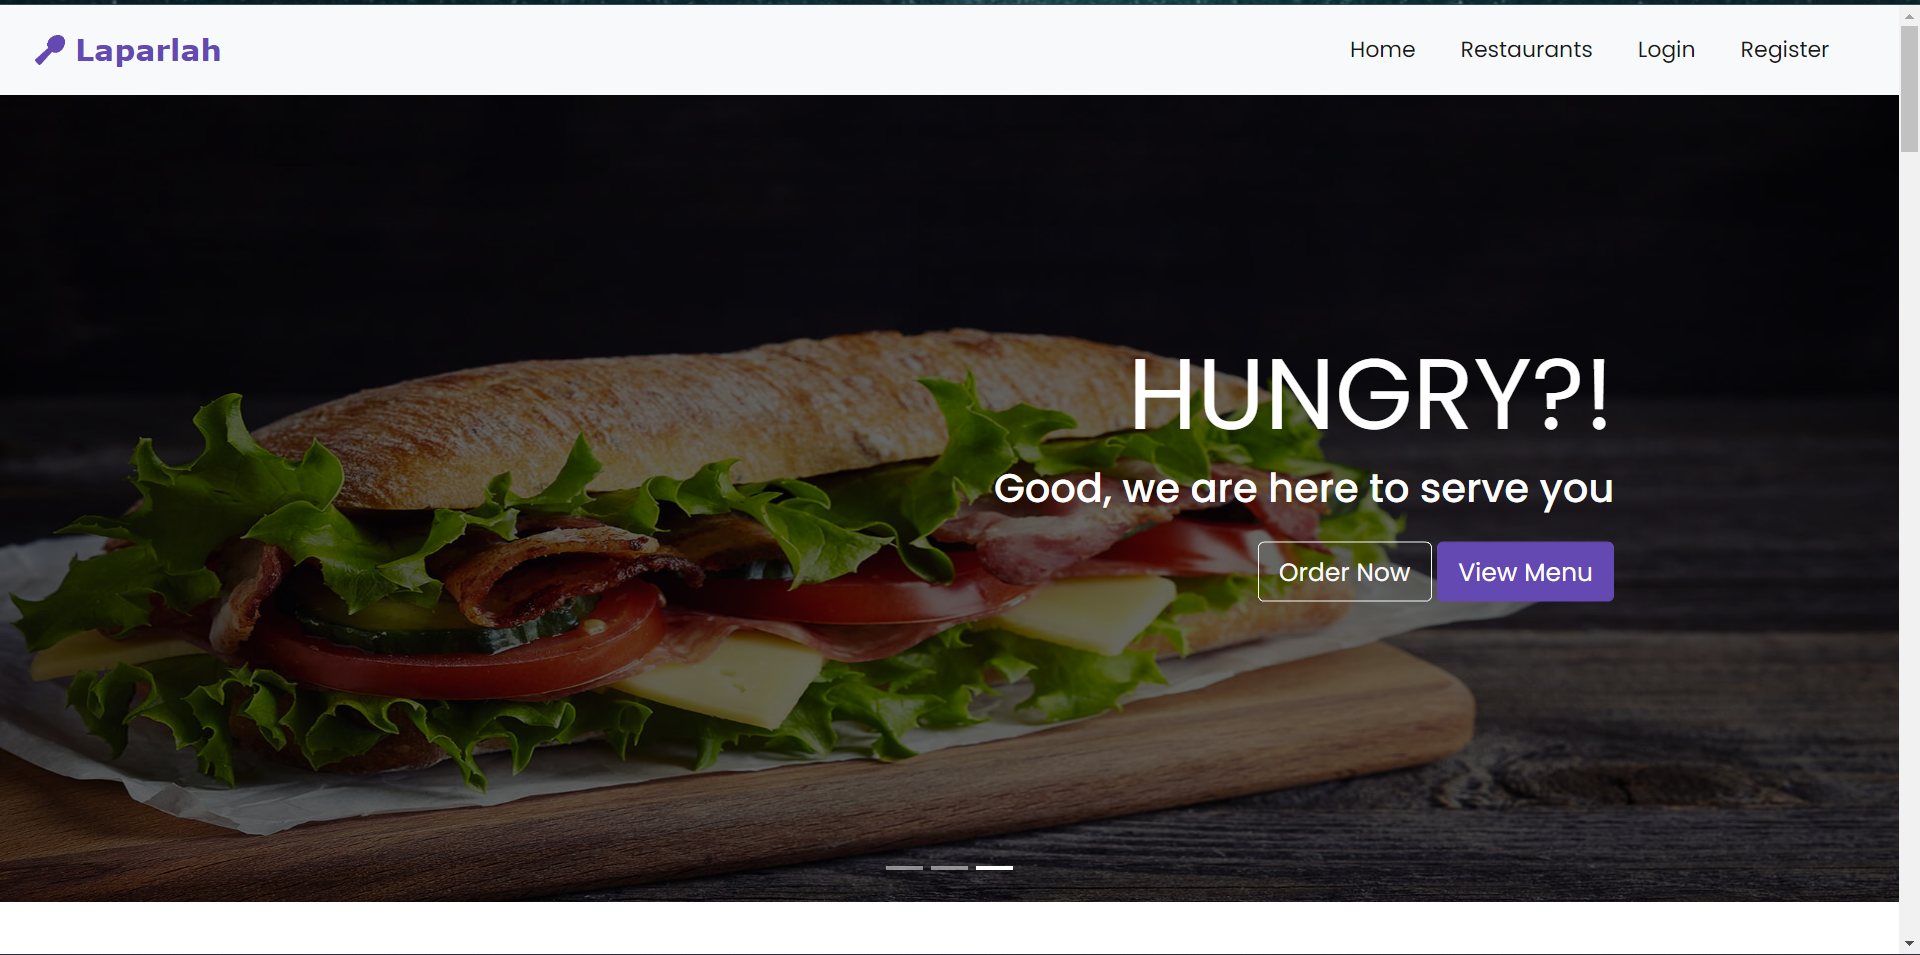 Laparlah
Home Restaurants Login Register
HUNGRY?!
Good, we are here to serve you
Order Now View Menu